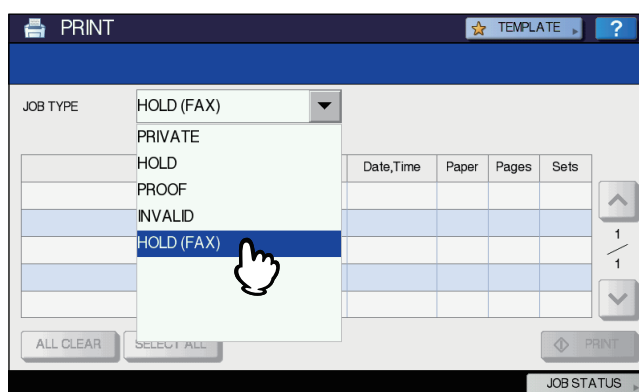 PRINT
TEMPLATE
?
JOB TYPE
HOLD (FAX)
PRIVATE
HOLD
PROOF
INVALID
HOLD (FAX)
Date,Time Paper Pages Sets
1
1
ALL CLEAR SELECT ALL PRINT
JOB STATUS